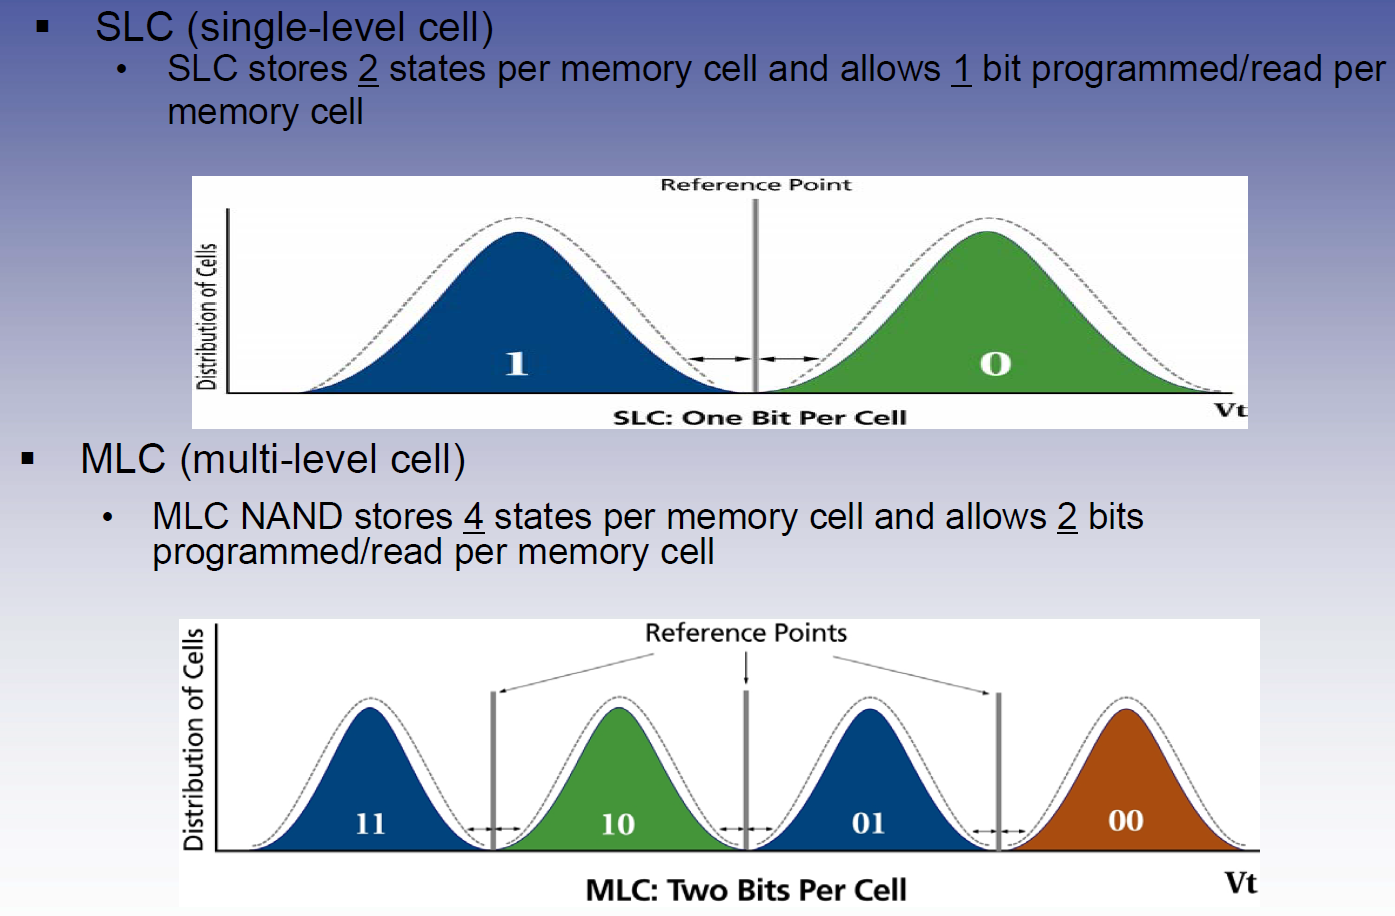 ▪ SLC (single-level cell)
• SLC stores 2 states per memory cell and allows 1 bit programmed/read per
memory cell
Reference Point
Distribution of Cells
1
0
Vt
SLC: One Bit Per Cell
▪ MLC (multi-level cell)
• MLC NAND stores 4 states per memory cell and allows 2 bits
programmed/read per memory cell
Reference Points
Distribution of Cells
11
10
01
00
Vt
MLC: Two Bits Per Cell